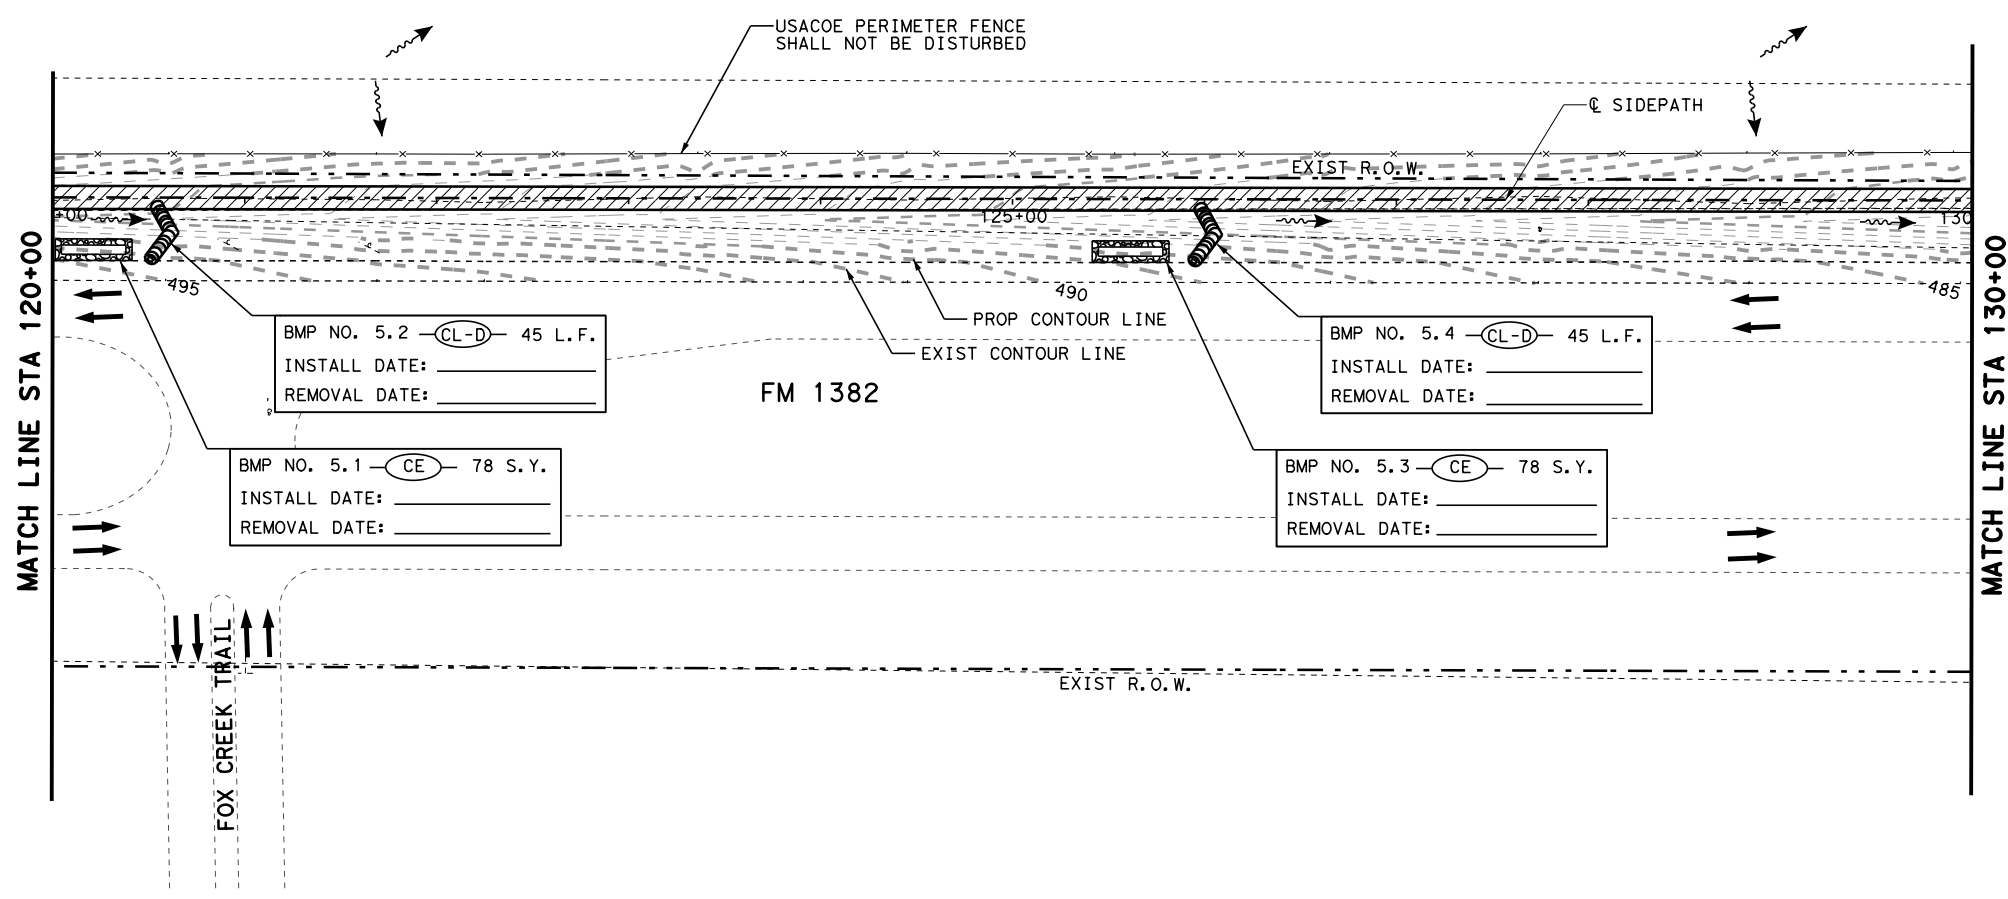 USACOE PERIMETER FENCE
SHALL NOT BE DISTURBED
℄ SIDEPATH
EXIST R.O.W.
+00
125+00
130
495
490
485
MATCH LINE STA 120+00
MATCH LINE STA 130+00
BMP NO. 5.2 CL-D 45 L.F.
INSTALL DATE:
REMOVAL DATE:
PROP CONTOUR LINE
EXIST CONTOUR LINE
BMP NO. 5.4 CL-D 45 L.F.
INSTALL DATE:
REMOVAL DATE:
FM 1382
BMP NO. 5.1 CE 78 S.Y.
INSTALL DATE:
REMOVAL DATE:
BMP NO. 5.3 CE 78 S.Y.
INSTALL DATE:
REMOVAL DATE:
FOX CREEK TRAIL
EXIST R.O.W.